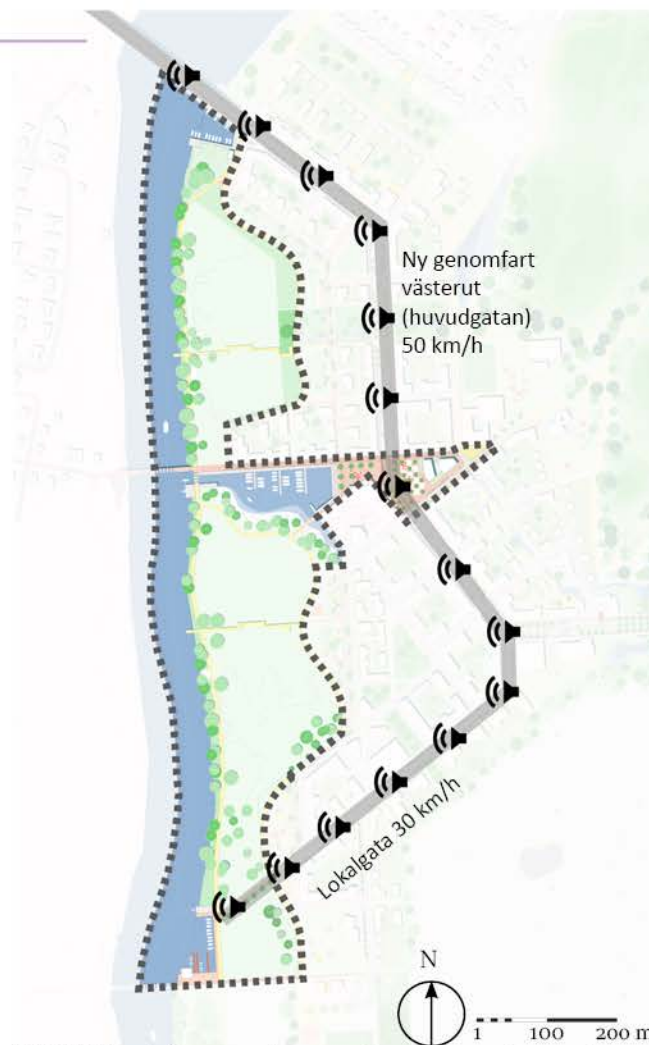 Ny genomfart
västerut
(huvudgatan)
50 km/h
Lokalgata 30 km/h
N
1 100 200 m